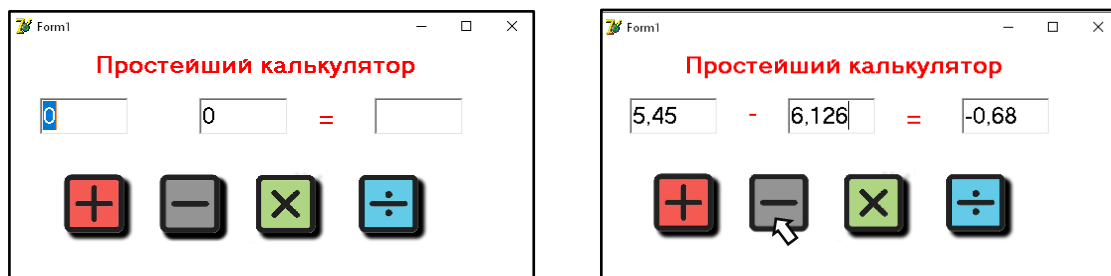 Form1
Простейший калькулятор
0 0 =
+ − × ÷
Form1
Простейший калькулятор
5,45 - 6,126 = -0,68
+ − × ÷